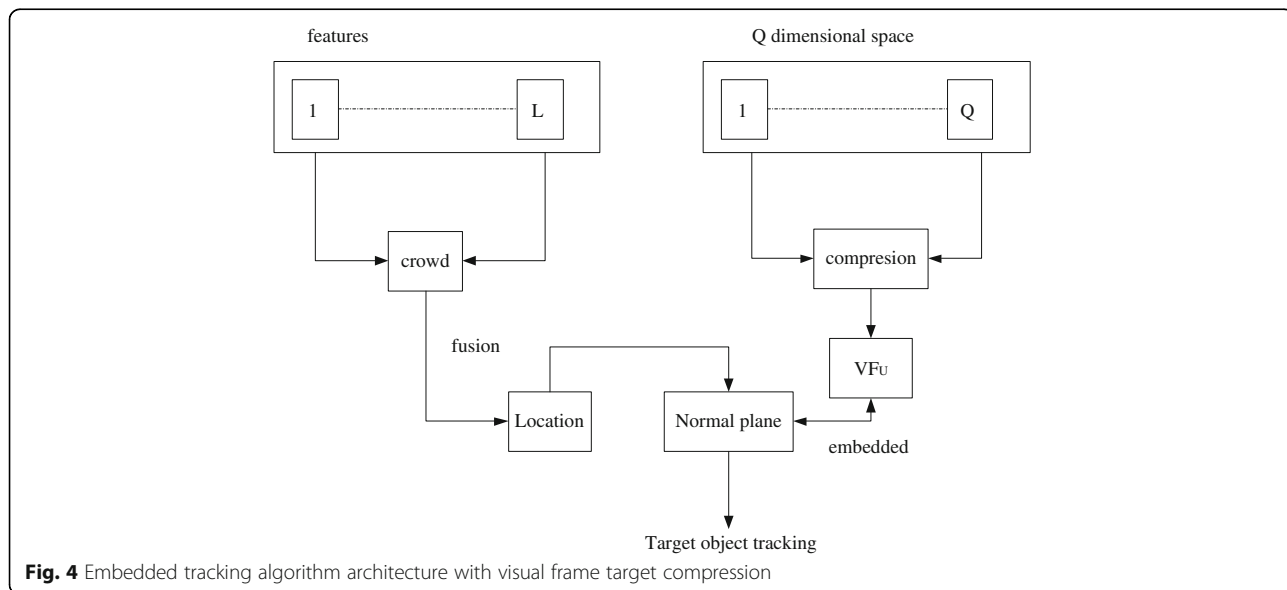 features
Q dimensional space
1
L
1
Q
crowd
compresion
fusion
VFU
Location
Normal plane
embedded
Target object tracking
Fig. 4 Embedded tracking algorithm architecture with visual frame target compression